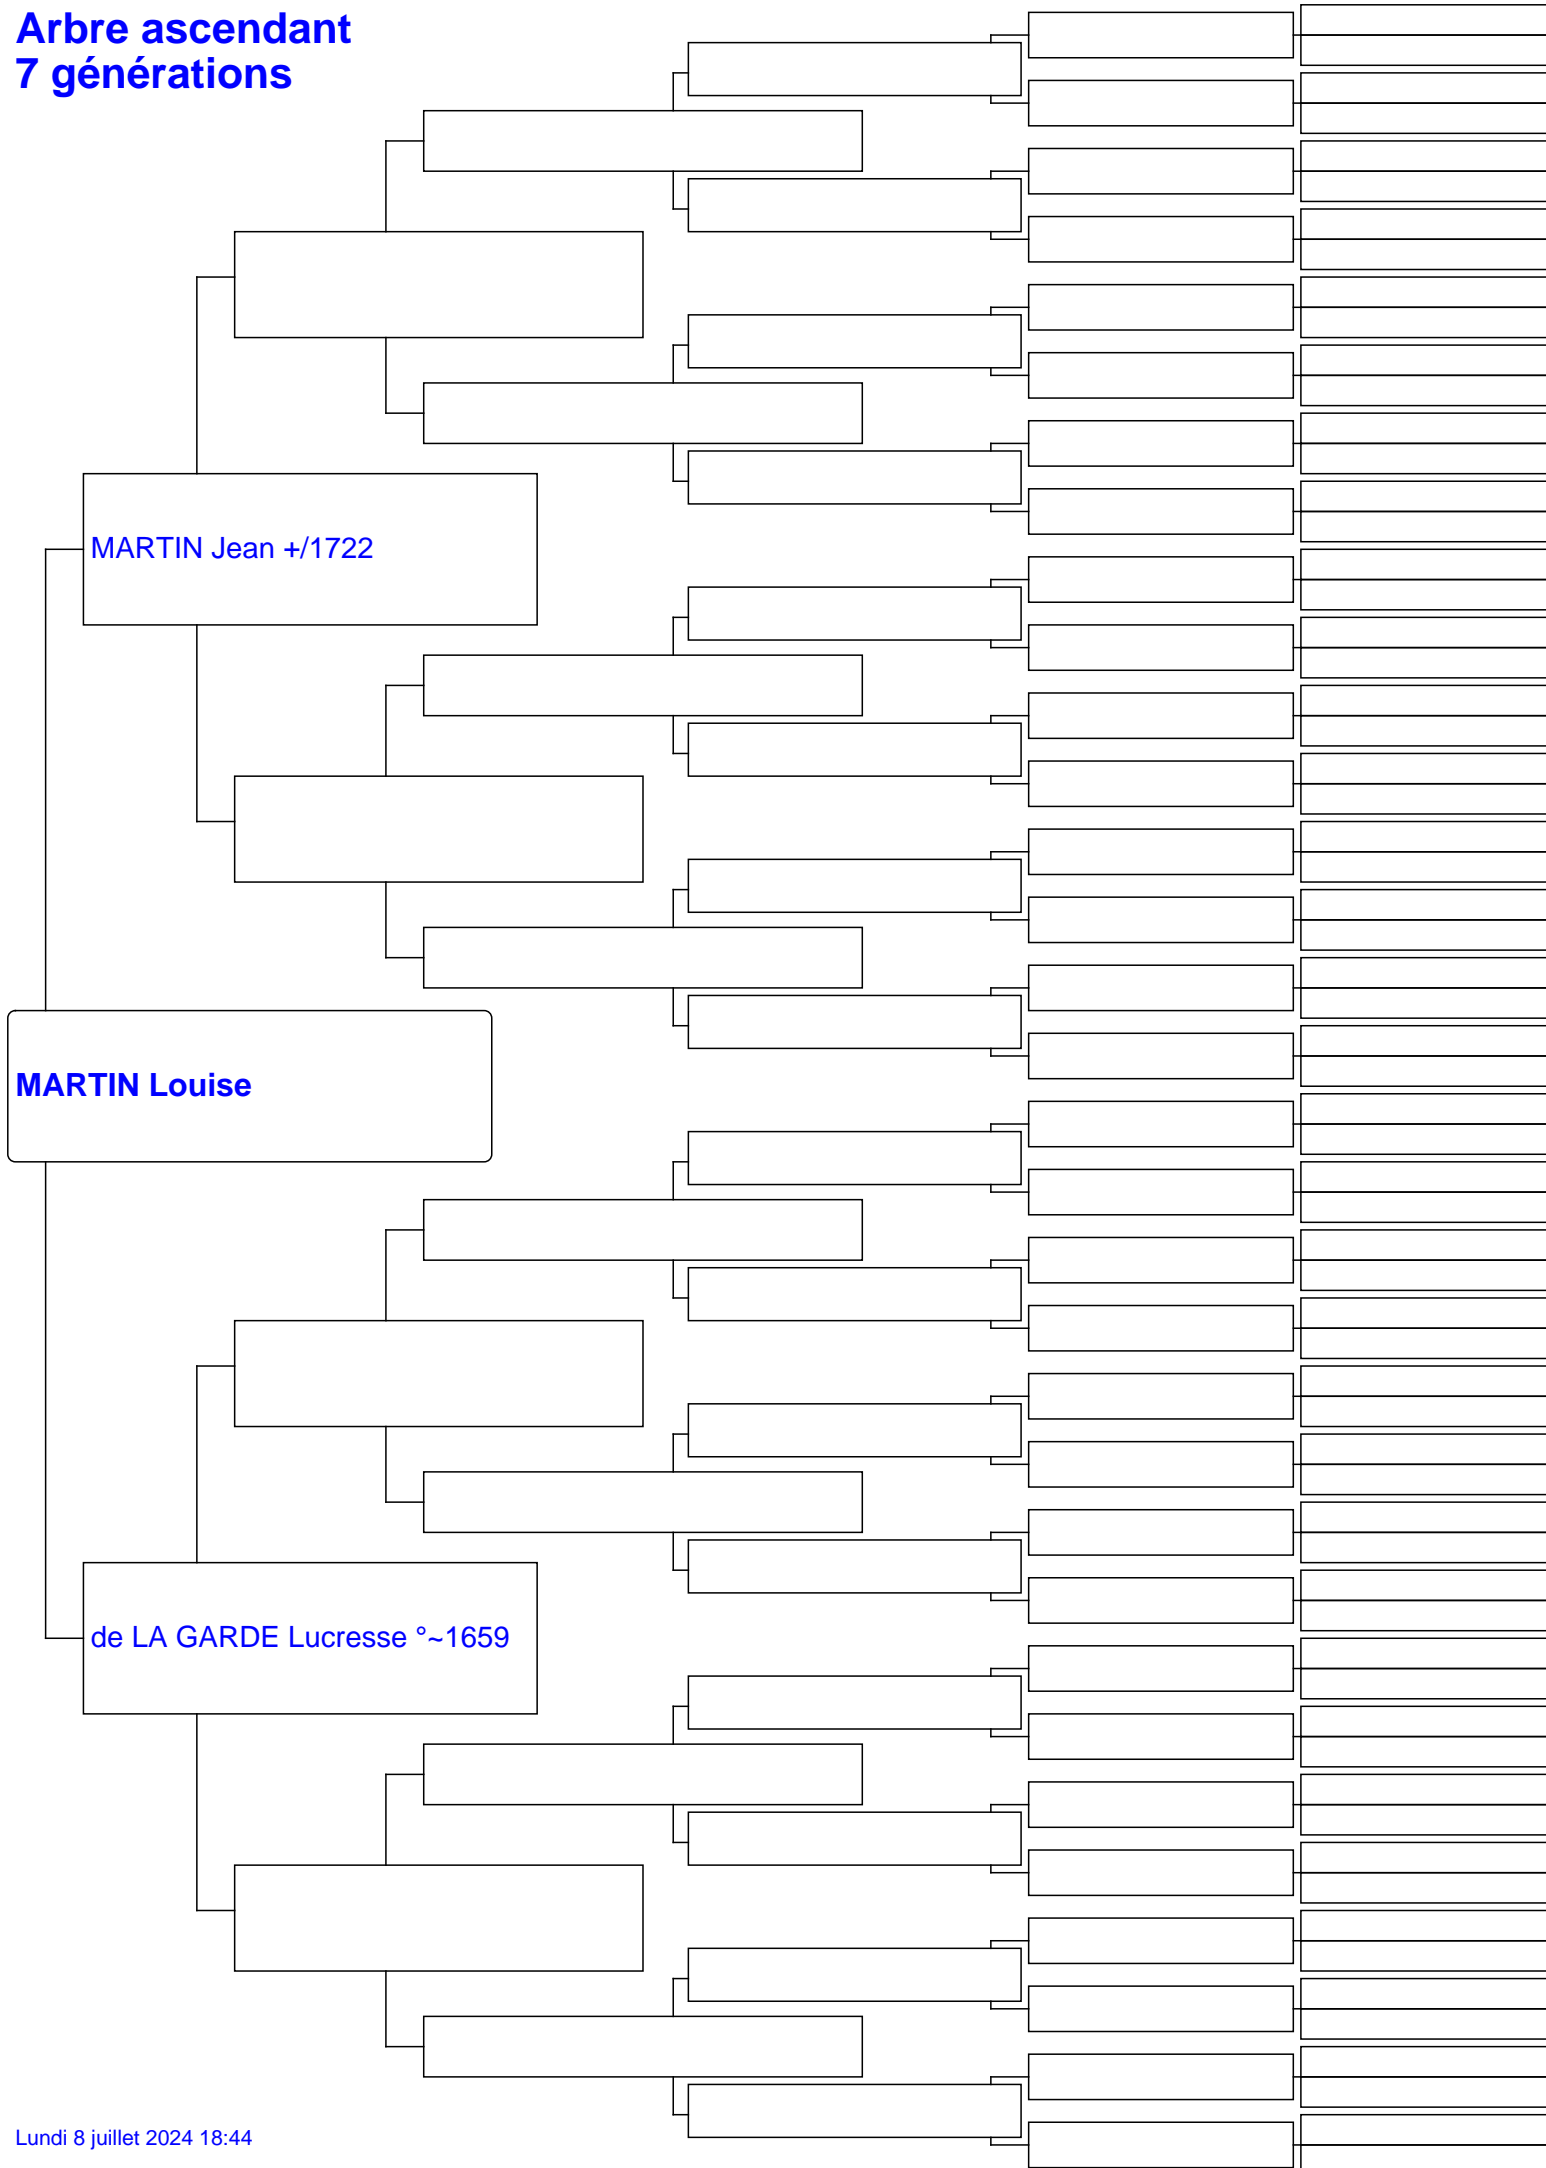 Arbre ascendant
7 générations
MARTIN Jean +/1722
MARTIN Louise
de LA GARDE Lucresse °~1659
Lundi 8 juillet 2024 18:44